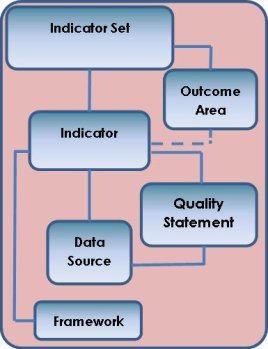 Indicator Set
Outcome
Area
Indicator
Quality
Statement
Data
Source
Framework